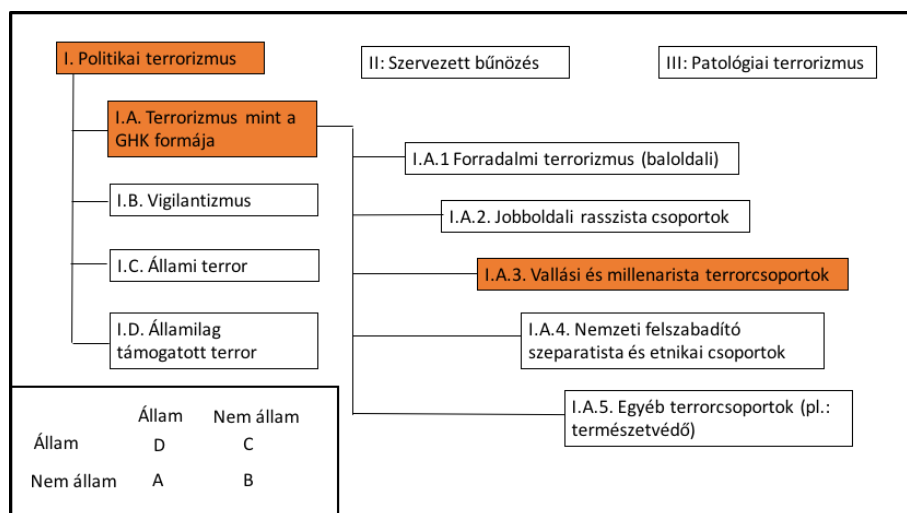 I. Politikai terrorizmus
II: Szervezett bűnözés
III: Patológiai terrorizmus
I.A. Terrorizmus mint a
GHK formája
I.A.1 Forradalmi terrorizmus (baloldali)
I.B. Vigilantizmus
I.A.2. Jobboldali rasszista csoportok
I.C. Állami terror
I.A.3. Vallási és millenarista terrorcsoportok
I.D. Államilag
támogatott terror
I.A.4. Nemzeti felszabadító
szeparatista és etnikai csoportok
I.A.5. Egyéb terrorcsoportok (pl.:
természetvédő)
Állam Nem állam
Állam D C
Nem állam A B